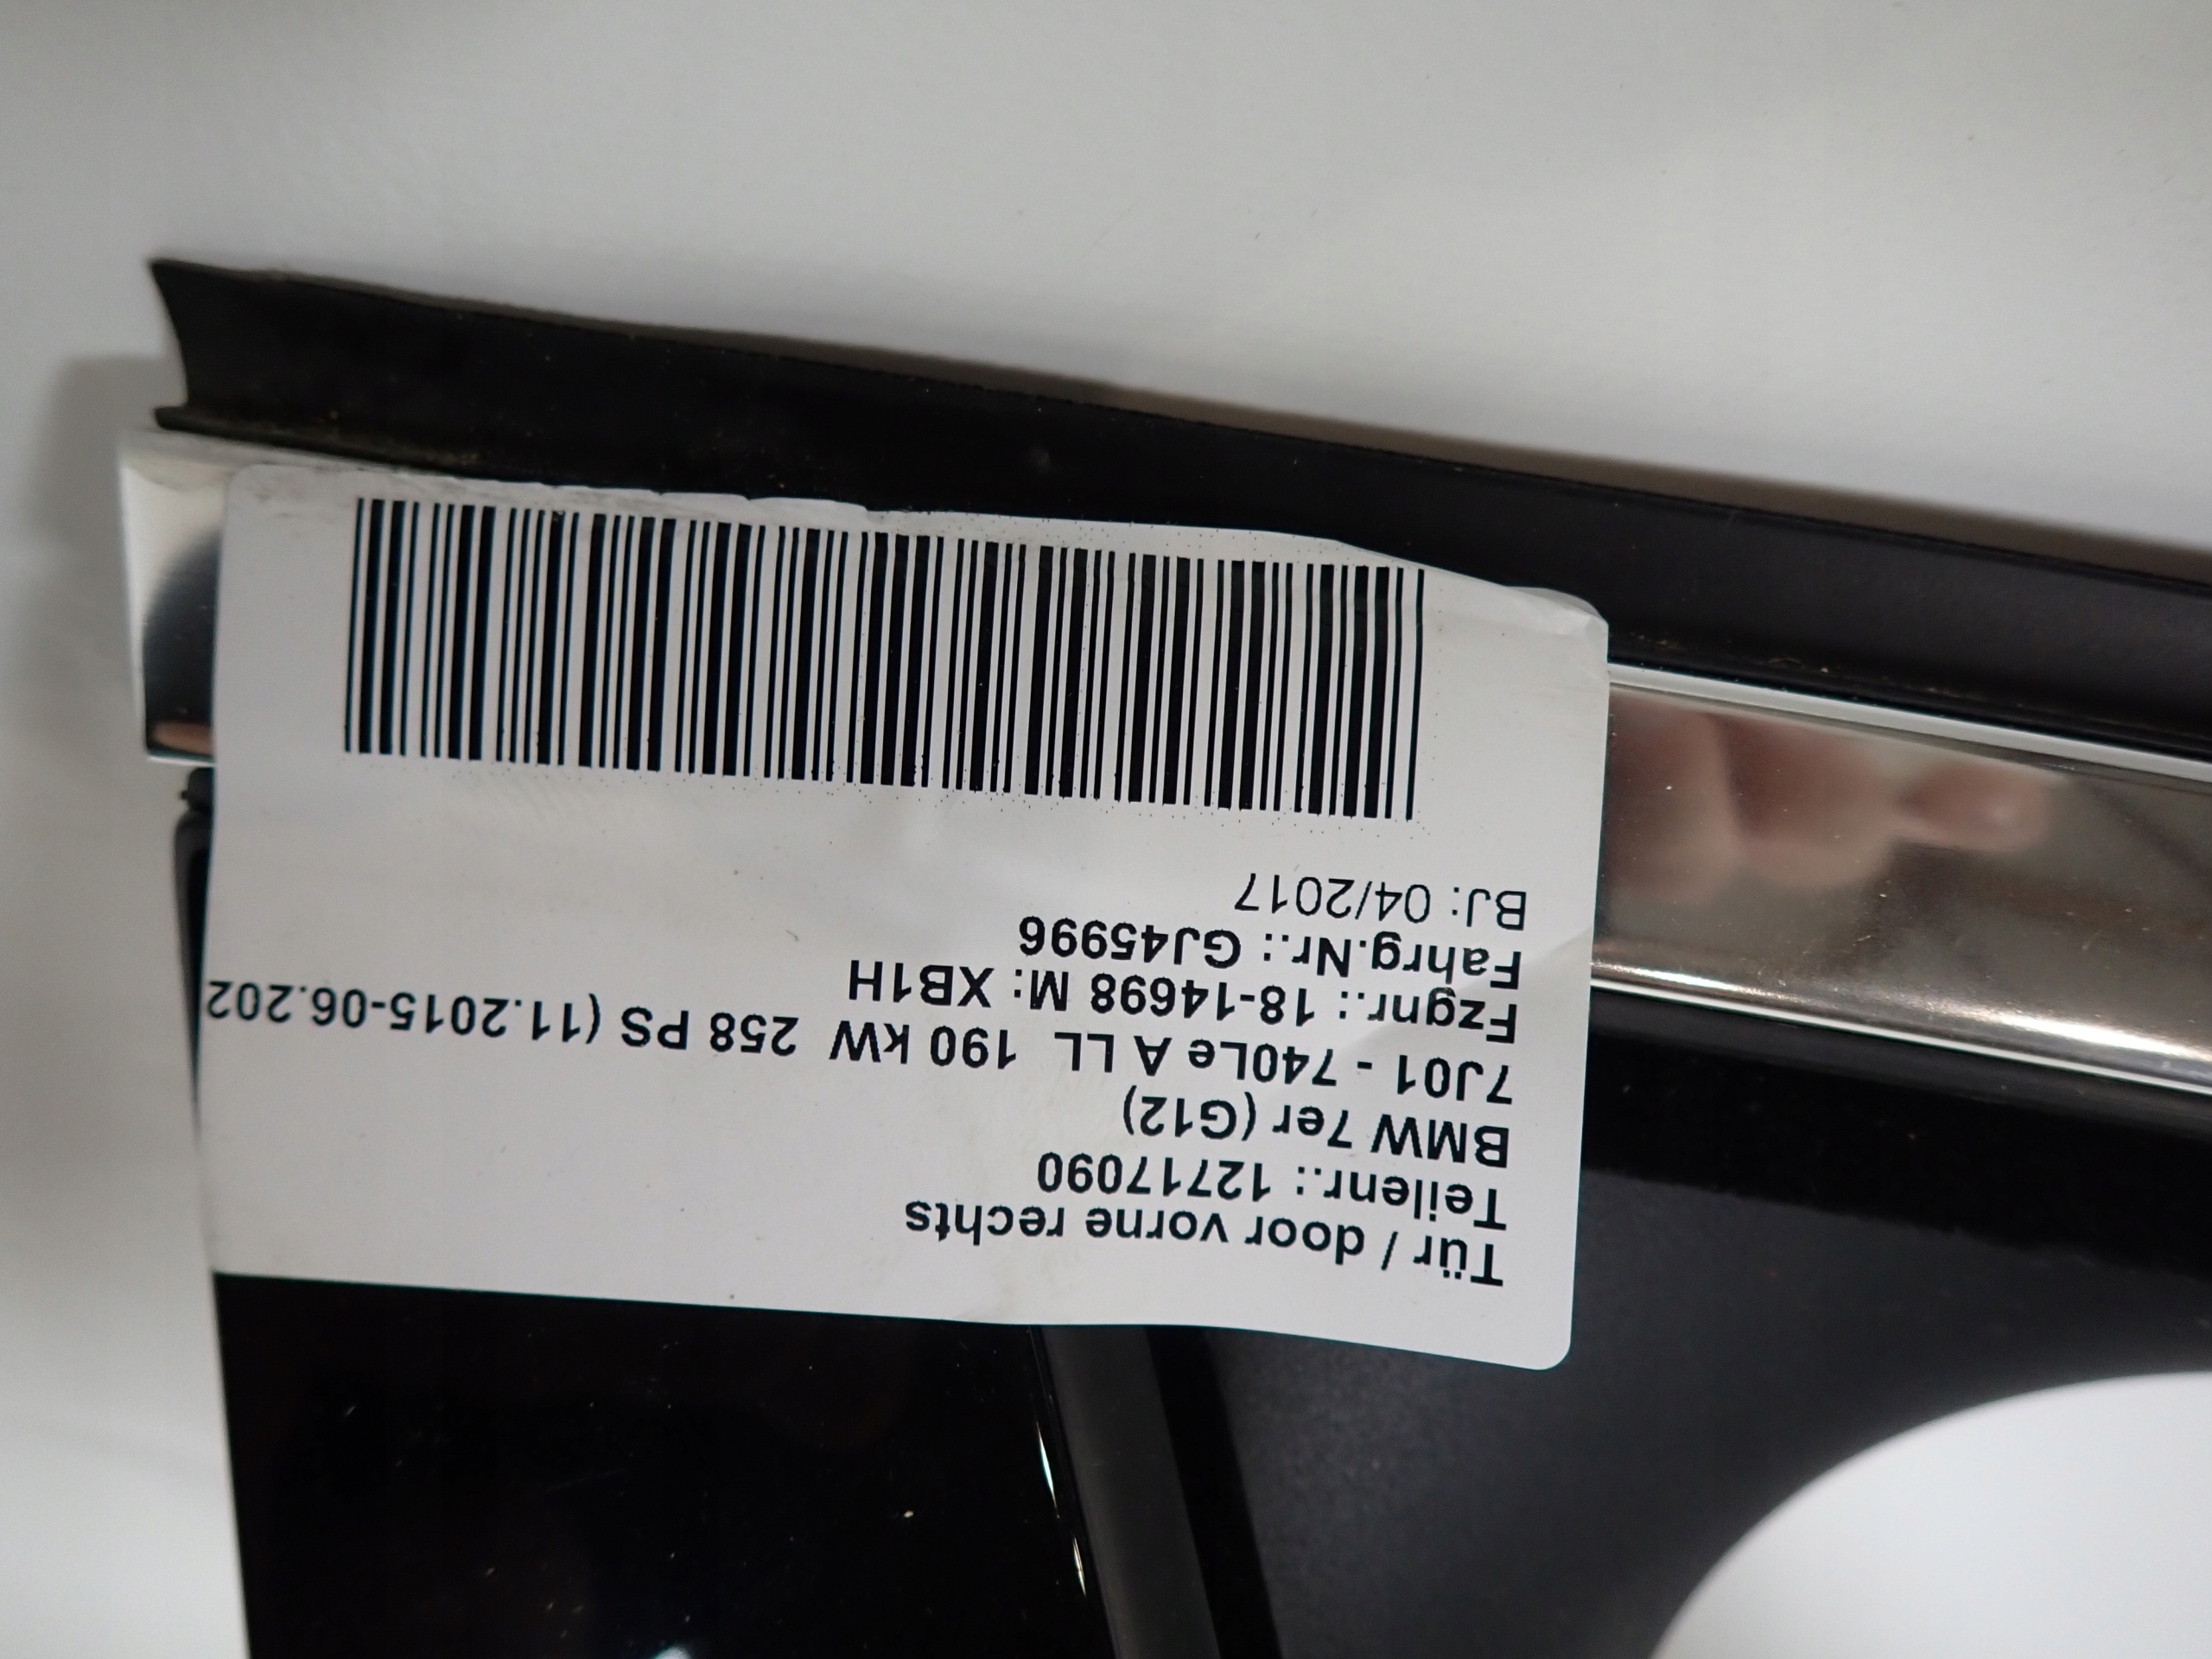 Tür / door vorne rechts
Teilenr.: 12717090
BMW 7er (G12)
7J01 - 740Le A LL 190 kW 258 PS (11.2015-06.202
Fzgnr.: 18-14698 M: XB1H
Fahrg.Nr.: GJ45996
BJ: 04/2017